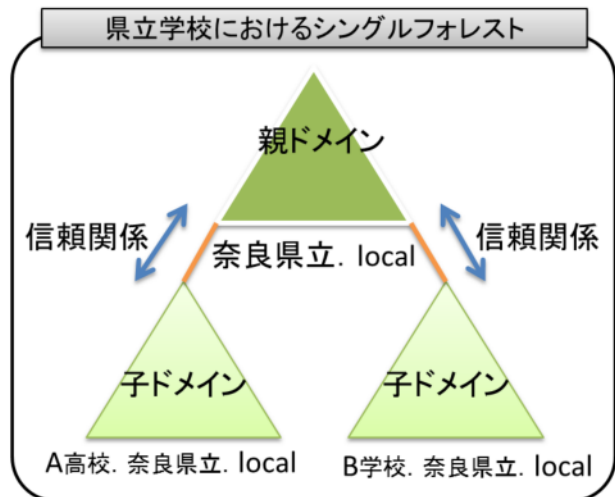 県立学校におけるシングルフォレスト
親ドメイン
信頼関係
信頼関係
奈良県立．local
子ドメイン
子ドメイン
A高校．奈良県立．local
B学校．奈良県立．local